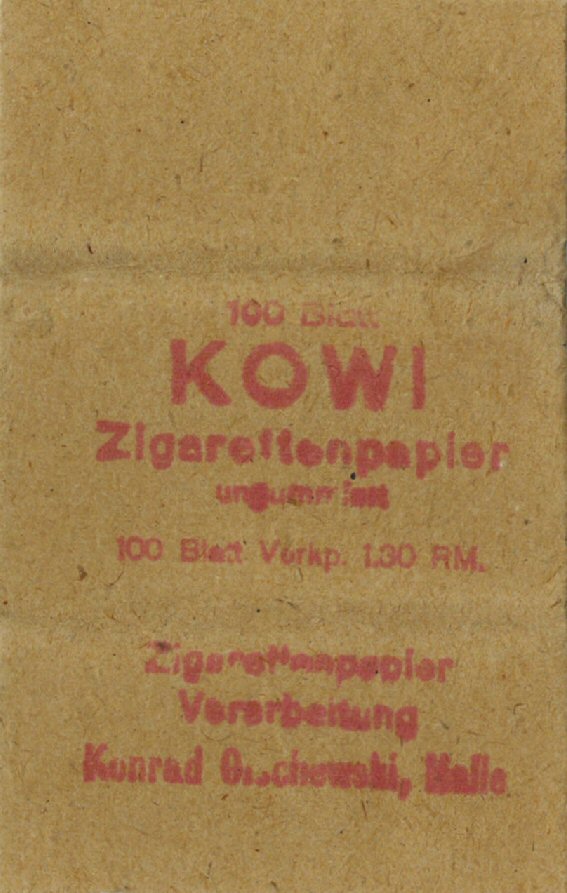 100 Blatt
KOWI
Zigarettenpapier
ungummiert
100 Blatt Verkp. 1.30 RM.
Zigarettenpapier
Verarbeitung
Konrad Halle